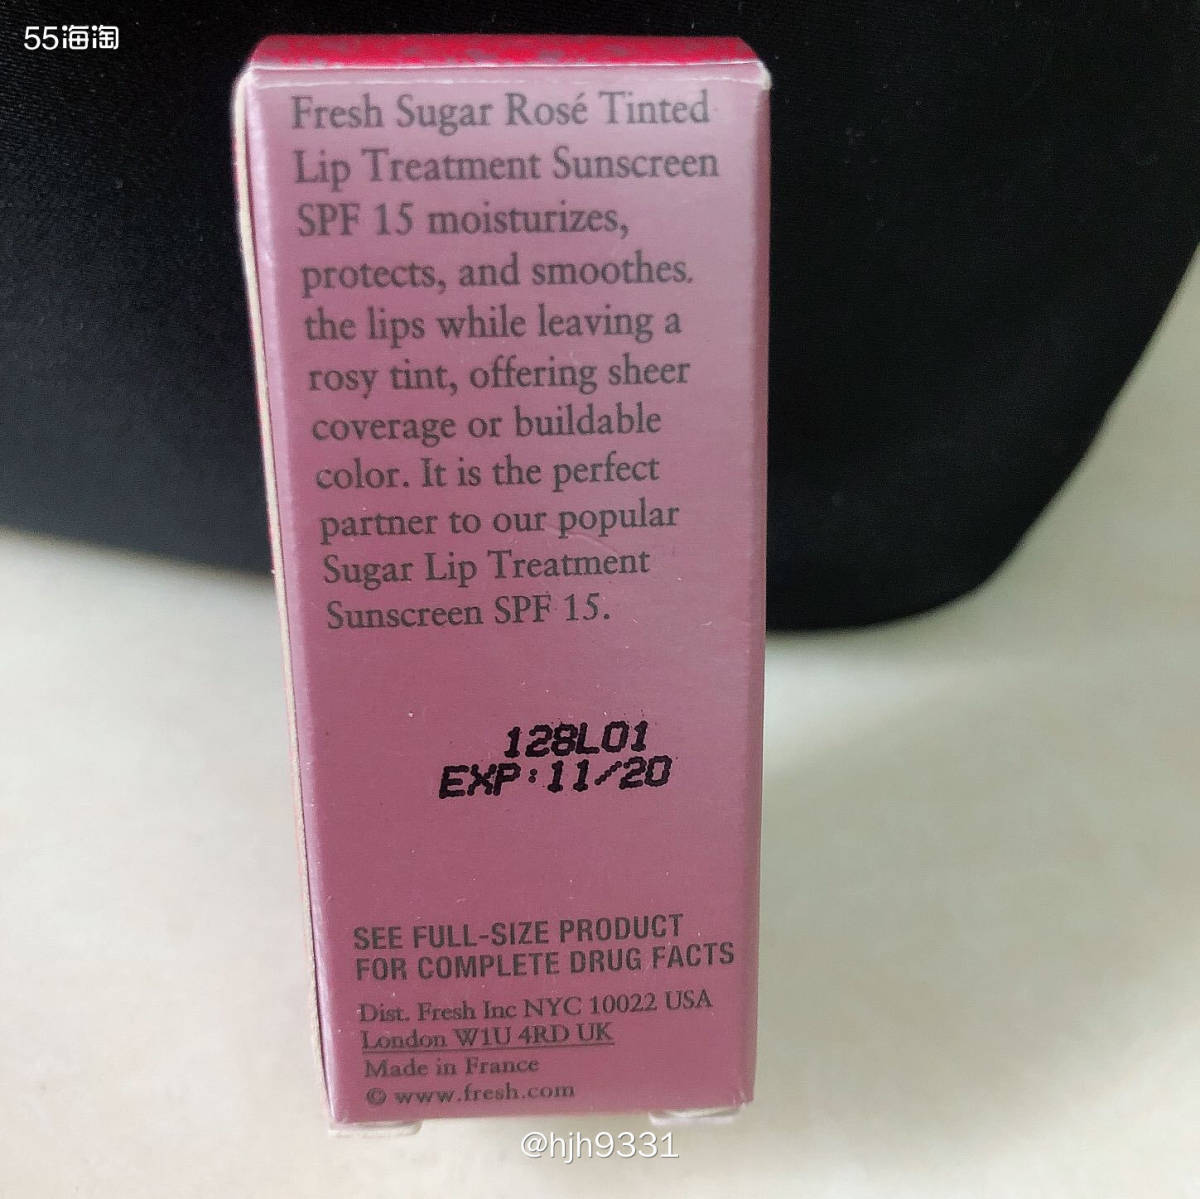 55海淘
Fresh Sugar Rosé Tinted
Lip Treatment Sunscreen
SPF 15 moisturizes,
protects, and smoothes.
the lips while leaving a
rosy tint, offering sheer
coverage or buildable
color. It is the perfect
partner to our popular
Sugar Lip Treatment
Sunscreen SPF 15.
128L01
EXP:11/20
SEE FULL-SIZE PRODUCT
FOR COMPLETE DRUG FACTS
Dist. Fresh Inc NYC 10022 USA
London W1U 4RD UK
Made in France
© www.fresh.com
@hjh9331